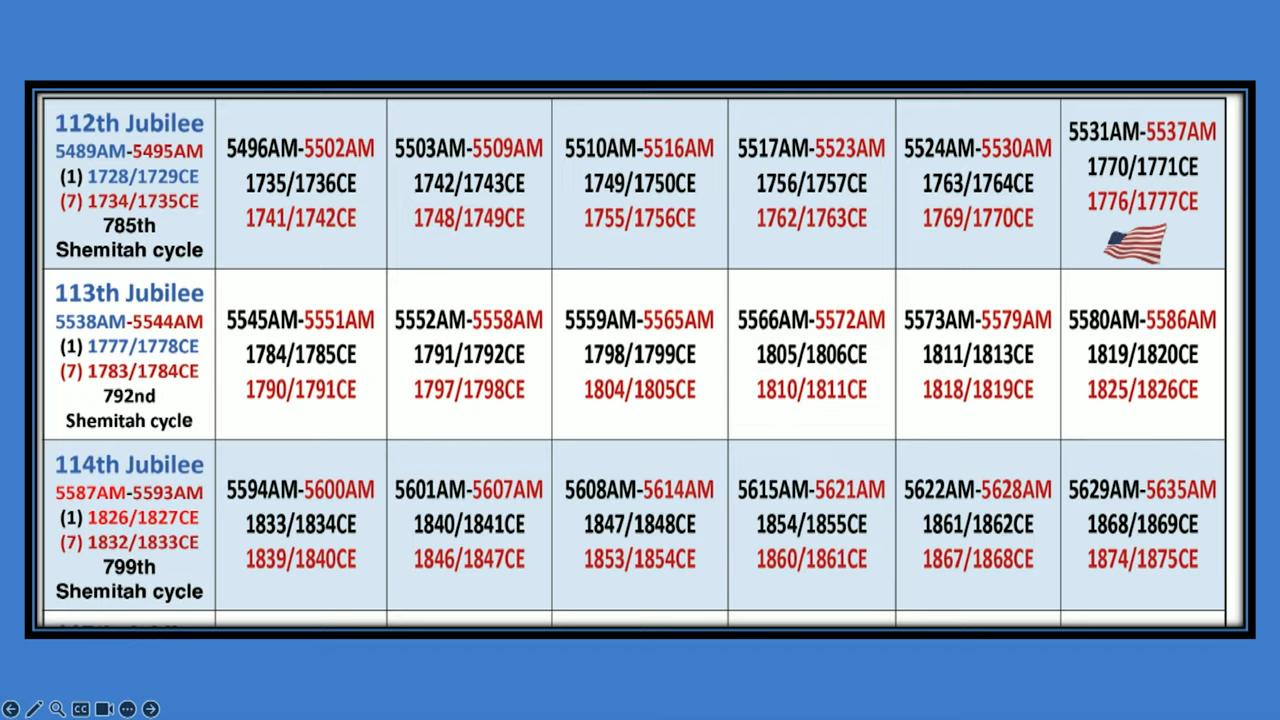 112th Jubilee
5489AM-5495AM
(1) 1728/1729CE
(7) 1734/1735CE
785th
Shemitah cycle
5496AM-5502AM
1735/1736CE
1741/1742CE
5503AM-5509AM
1742/1743CE
1748/1749CE
5510AM-5516AM
1749/1750CE
1755/1756CE
5517AM-5523AM
1756/1757CE
1762/1763CE
5524AM-5530AM
1763/1764CE
1769/1770CE
5531AM-5537AM
1770/1771CE
1776/1777CE
113th Jubilee
5538AM-5544AM
(1) 1777/1778CE
(7) 1783/1784CE
792nd
Shemitah cycle
5545AM-5551AM
1784/1785CE
1790/1791CE
5552AM-5558AM
1791/1792CE
1797/1798CE
5559AM-5565AM
1798/1799CE
1804/1805CE
5566AM-5572AM
1805/1806CE
1810/1811CE
5573AM-5579AM
1811/1813CE
1818/1819CE
5580AM-5586AM
1819/1820CE
1825/1826CE
114th Jubilee
5587AM-5593AM
(1) 1826/1827CE
(7) 1832/1833CE
799th
Shemitah cycle
5594AM-5600AM
1833/1834CE
1839/1840CE
5601AM-5607AM
1840/1841CE
1846/1847CE
5608AM-5614AM
1847/1848CE
1853/1854CE
5615AM-5621AM
1854/1855CE
1860/1861CE
5622AM-5628AM
1861/1862CE
1867/1868CE
5629AM-5635AM
1868/1869CE
1874/1875CE
CC